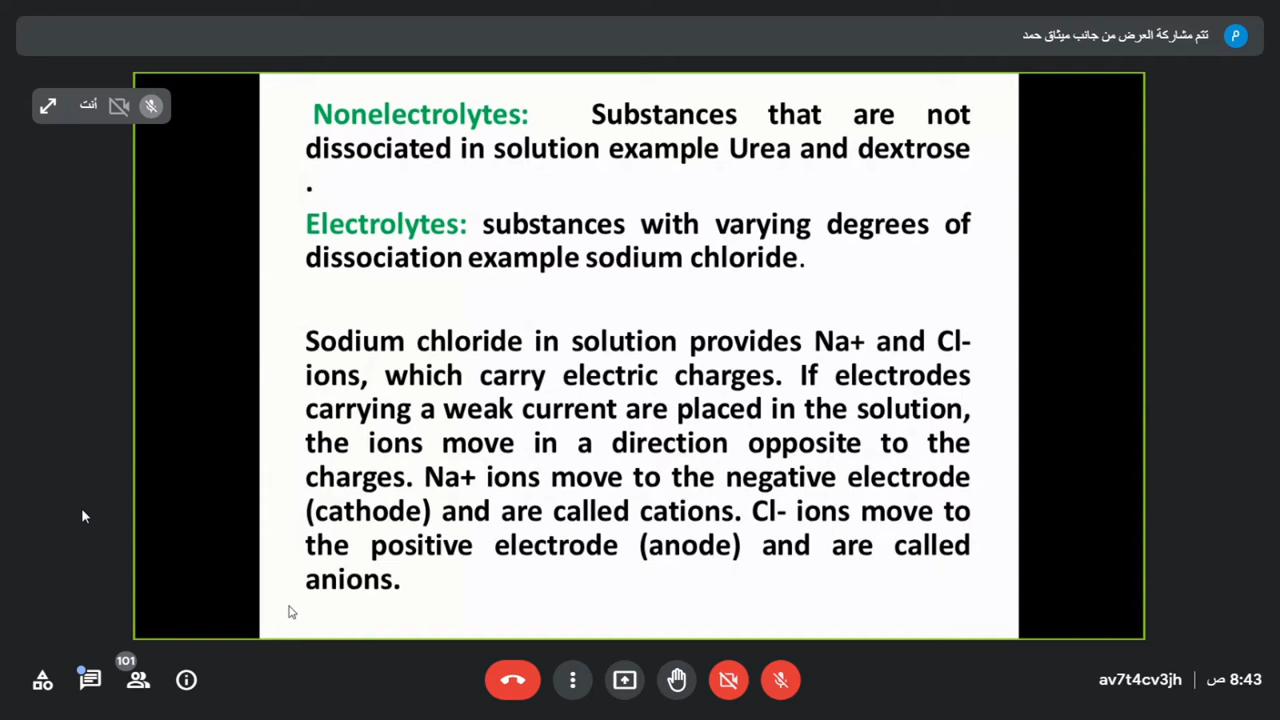 تتم مشاركة العرض من جانب ميثاق حمد
م
أنت
Nonelectrolytes: Substances that are not
dissociated in solution example Urea and dextrose
.
Electrolytes: substances with varying degrees of
dissociation example sodium chloride.
Sodium chloride in solution provides Na+ and Cl-
ions, which carry electric charges. If electrodes
carrying a weak current are placed in the solution,
the ions move in a direction opposite to the
charges. Na+ ions move to the negative electrode
(cathode) and are called cations. Cl- ions move to
the positive electrode (anode) and are called
anions.
101
av7t4cv3jh
8:43 ص